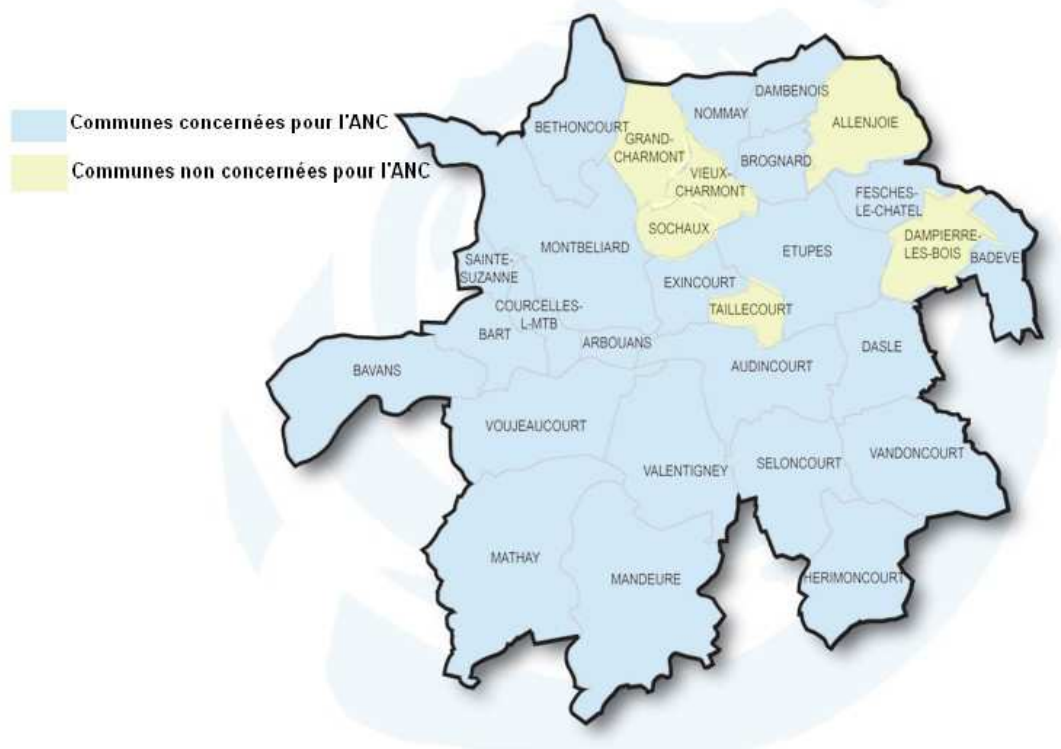 Communes concernées pour l'ANC
Communes non concernées pour l'ANC
DAMBENOIS
NOMMAY
BETHONCOURT
ALLENJOIE
GRAND-
CHARMONT
BROGNARD
VIEUX-
CHARMONT
FESCHES-
LE-CHATEL
SOCHAUX
DAMPIERRE-
LES-BOIS
MONTBELIARD
ETUPES
BADEVE
SAINTE-
SUZANNE
EXINCOURT
COURCELLES-
L-MTB
TAILLECOURT
BART
ARBOUANS
DASLE
BAVANS
AUDINCOURT
VOUJEAUCOURT
VANDONCOURT
SELONCOURT
VALENTIGNEY
MATHAY
MANDEURE
HERIMONCOURT